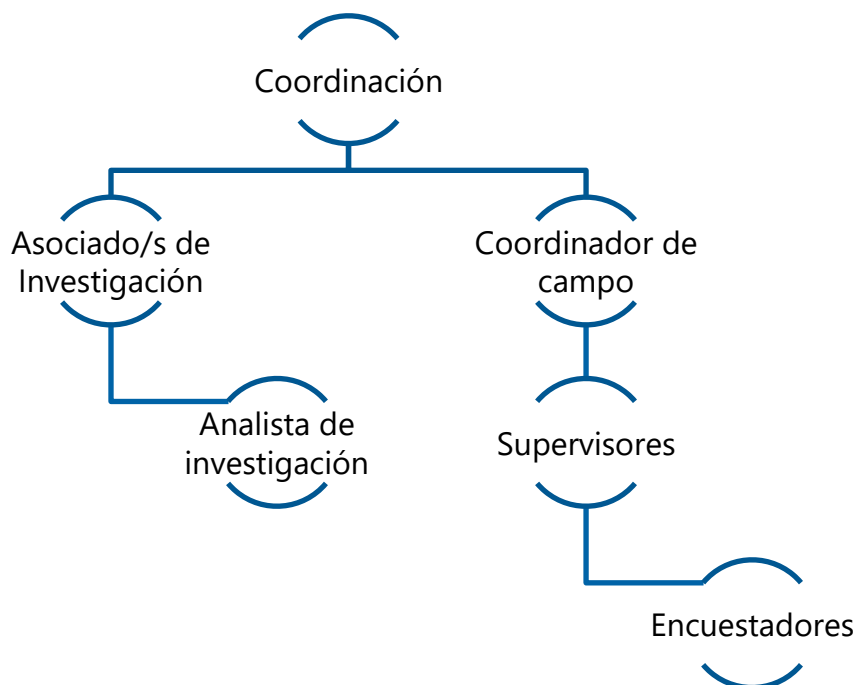 Coordinación
Asociado/s de
Investigación
Coordinador de
campo
Analista de
investigación
Supervisores
Encuestadores